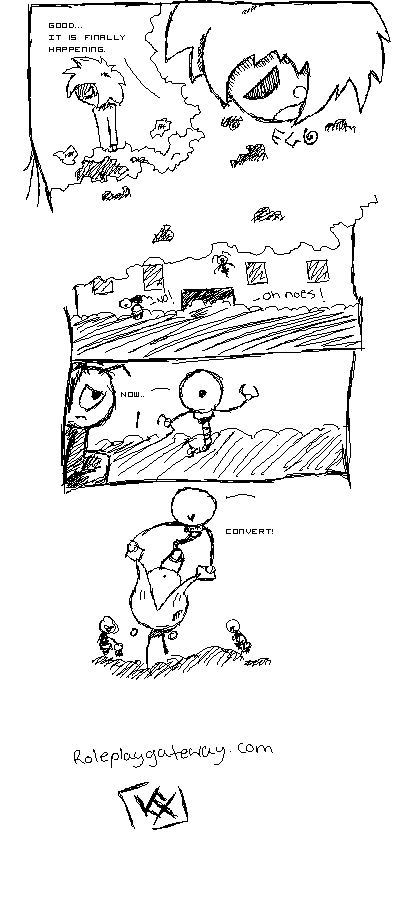 GOOD...
IT IS FINALLY
HAPPENING.
NO!
oh noes!
NOW..
I
CONVERT!
Roleplaygateway.com